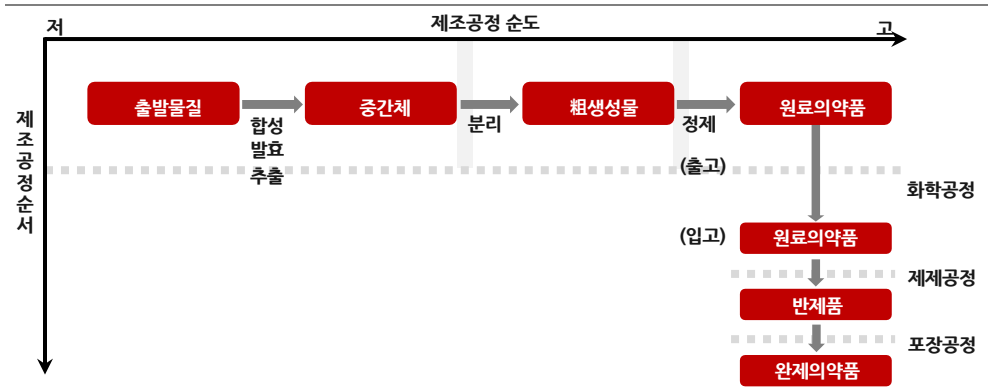 저
제조공정 순도
고
제조공정순서
출발물질
합성
발효
추출
중간체
분리
粗생성물
정제
원료의약품
(출고)
화학공정
(입고)
원료의약품
제제공정
반제품
포장공정
완제의약품